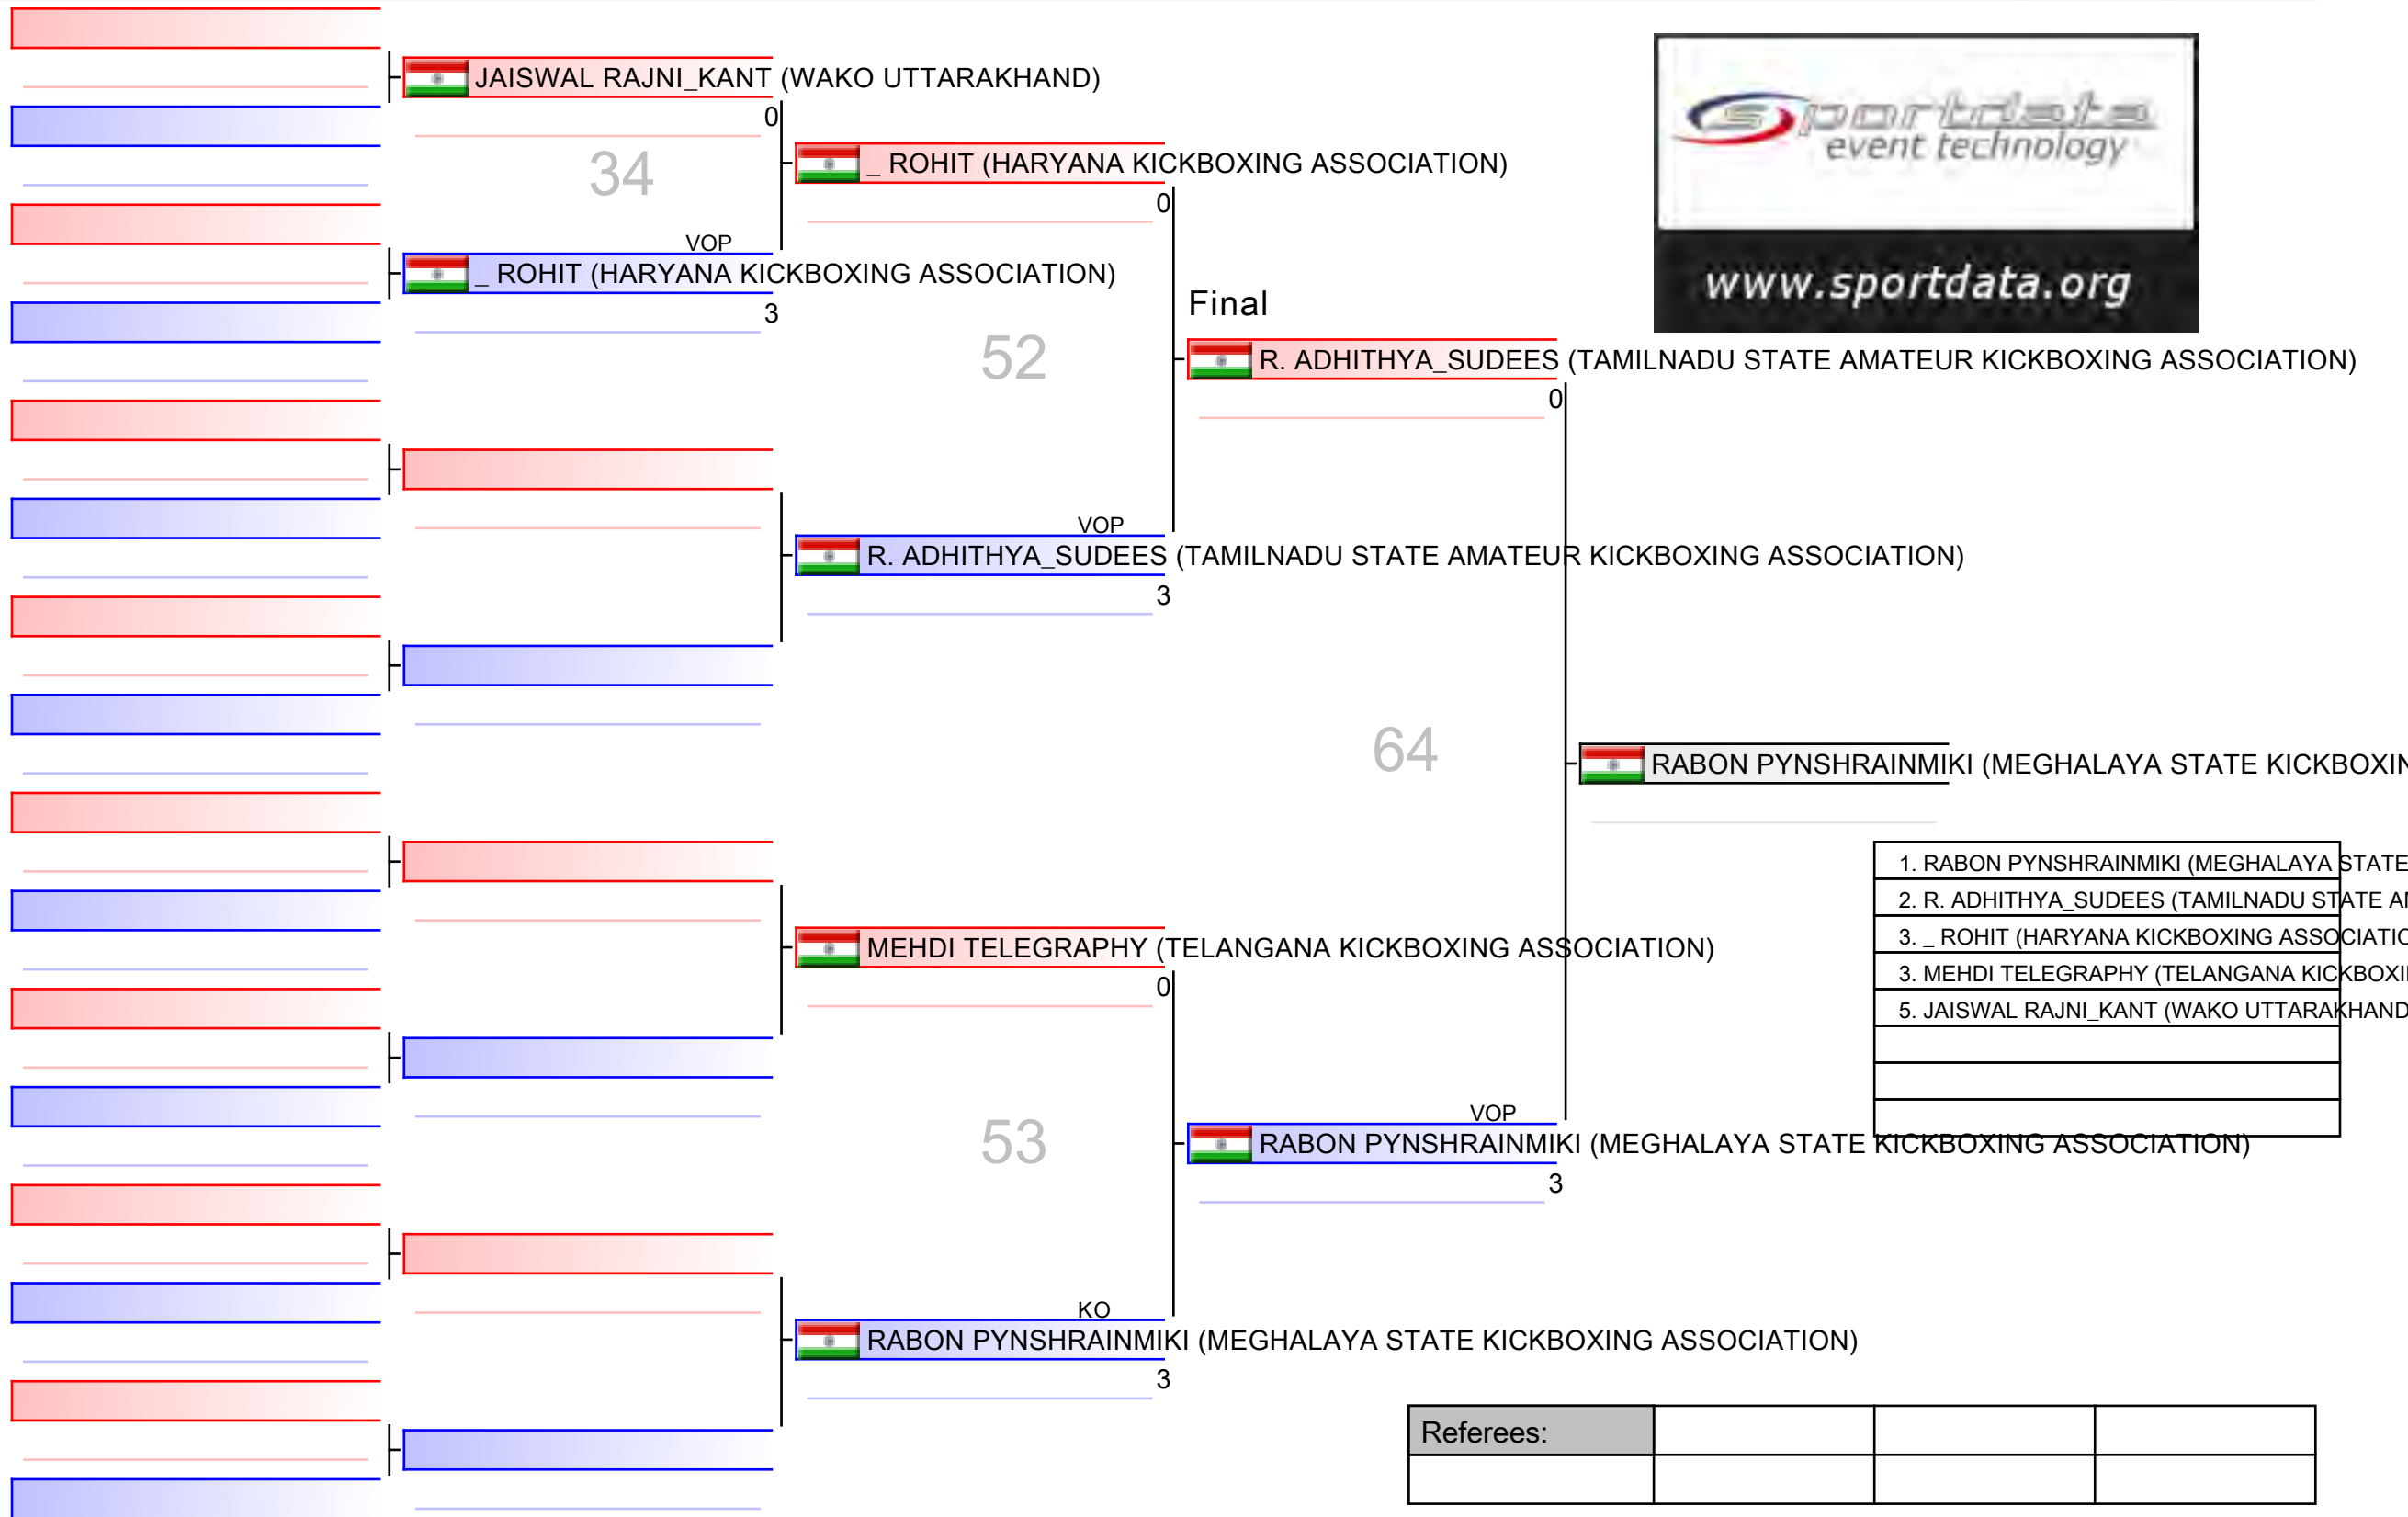 JAISWAL RAJNI_KANT (WAKO UTTARAKHAND)
0
34
VOP
_ ROHIT (HARYANA KICKBOXING ASSOCIATION)
3
_ ROHIT (HARYANA KICKBOXING ASSOCIATION)
0
52
VOP
R. ADHITHYA_SUDEES (TAMILNADU STATE AMATEUR KICKBOXING ASSOCIATION)
3
MEHDI TELEGRAPHY (TELANGANA KICKBOXING ASSOCIATION)
0
53
KO
RABON PYNSHRAINMIKI (MEGHALAYA STATE KICKBOXING ASSOCIATION)
3
Final
R. ADHITHYA_SUDEES (TAMILNADU STATE AMATEUR KICKBOXING ASSOCIATION)
0
64
VOP
RABON PYNSHRAINMIKI (MEGHALAYA STATE KICKBOXING ASSOCIATION)
3
sportdata
event technology
www.sportdata.org
RABON PYNSHRAINMIKI (MEGHALAYA STATE KICKBOXIN
1. RABON PYNSHRAINMIKI (MEGHALAYA STATE
2. R. ADHITHYA_SUDEES (TAMILNADU STATE AM
3. _ ROHIT (HARYANA KICKBOXING ASSOCIATIO
3. MEHDI TELEGRAPHY (TELANGANA KICKBOXI
5. JAISWAL RAJNI_KANT (WAKO UTTARAKHAND
Referees: